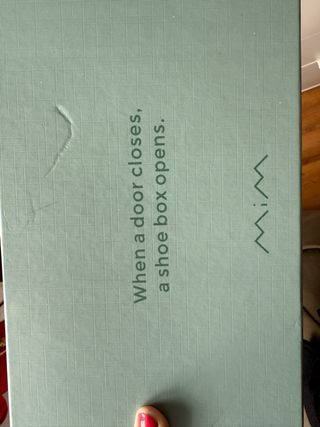 When a door closes,
a shoe box opens.
MiM